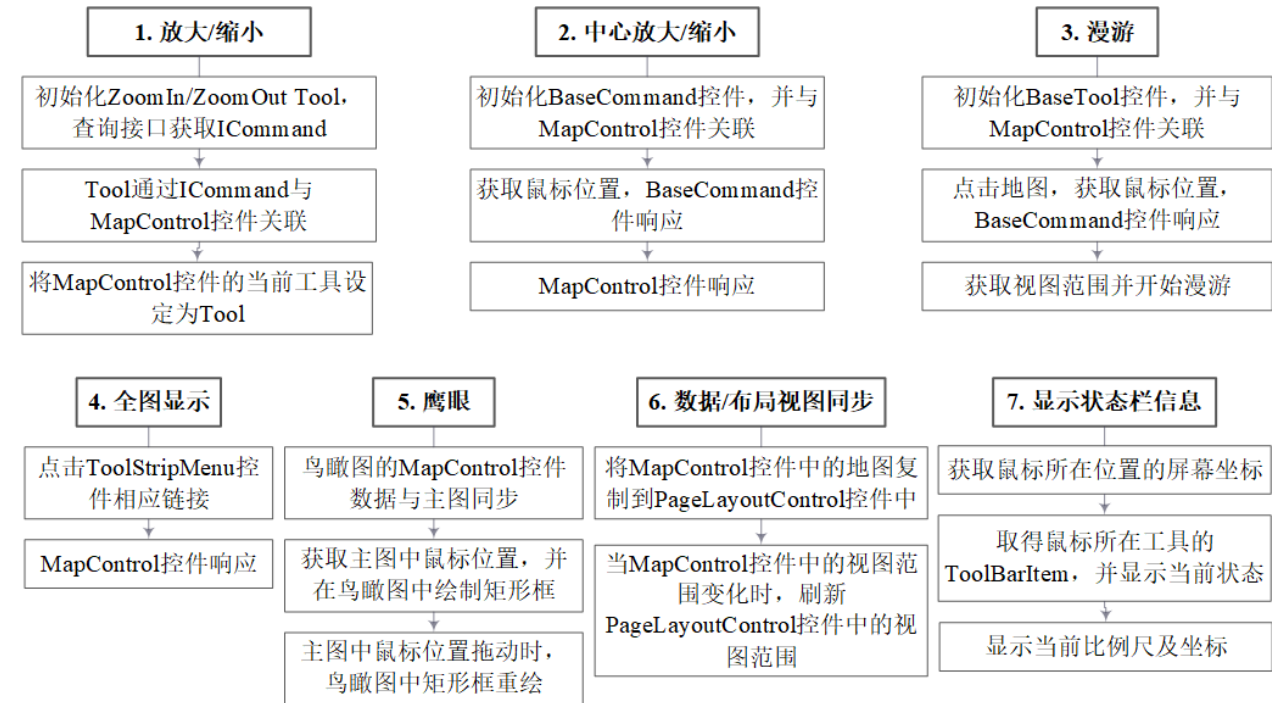 1. 放大/缩小
初始化ZoomIn/ZoomOut Tool，
查询接口获取ICommand
Tool通过ICommand与
MapControl控件关联
将MapControl控件的当前工具设
定为Tool
2. 中心放大/缩小
初始化BaseCommand控件，并与
MapControl控件关联
获取鼠标位置，BaseCommand控
件响应
MapControl控件响应
3. 漫游
初始化BaseTool控件，并与
MapControl控件关联
点击地图，获取鼠标位置，
BaseCommand控件响应
获取视图范围并开始漫游
4. 全图显示
点击ToolStripMenu控
件相应链接
MapControl控件响应
5. 鹰眼
鸟瞰图的MapControl控件
数据与主图同步
获取主图中鼠标位置，并
在鸟瞰图中绘制矩形框
主图中鼠标位置拖动时，
鸟瞰图中矩形框重绘
6. 数据/布局视图同步
将MapControl控件中的地图复
制到PageLayoutControl控件中
当MapControl控件中的视图范
围变化时，刷新
PageLayoutControl控件中的视
图范围
7. 显示状态栏信息
获取鼠标所在位置的屏幕坐标
取得鼠标所在工具的
ToolBarItem，并显示当前状态
显示当前比例尺及坐标